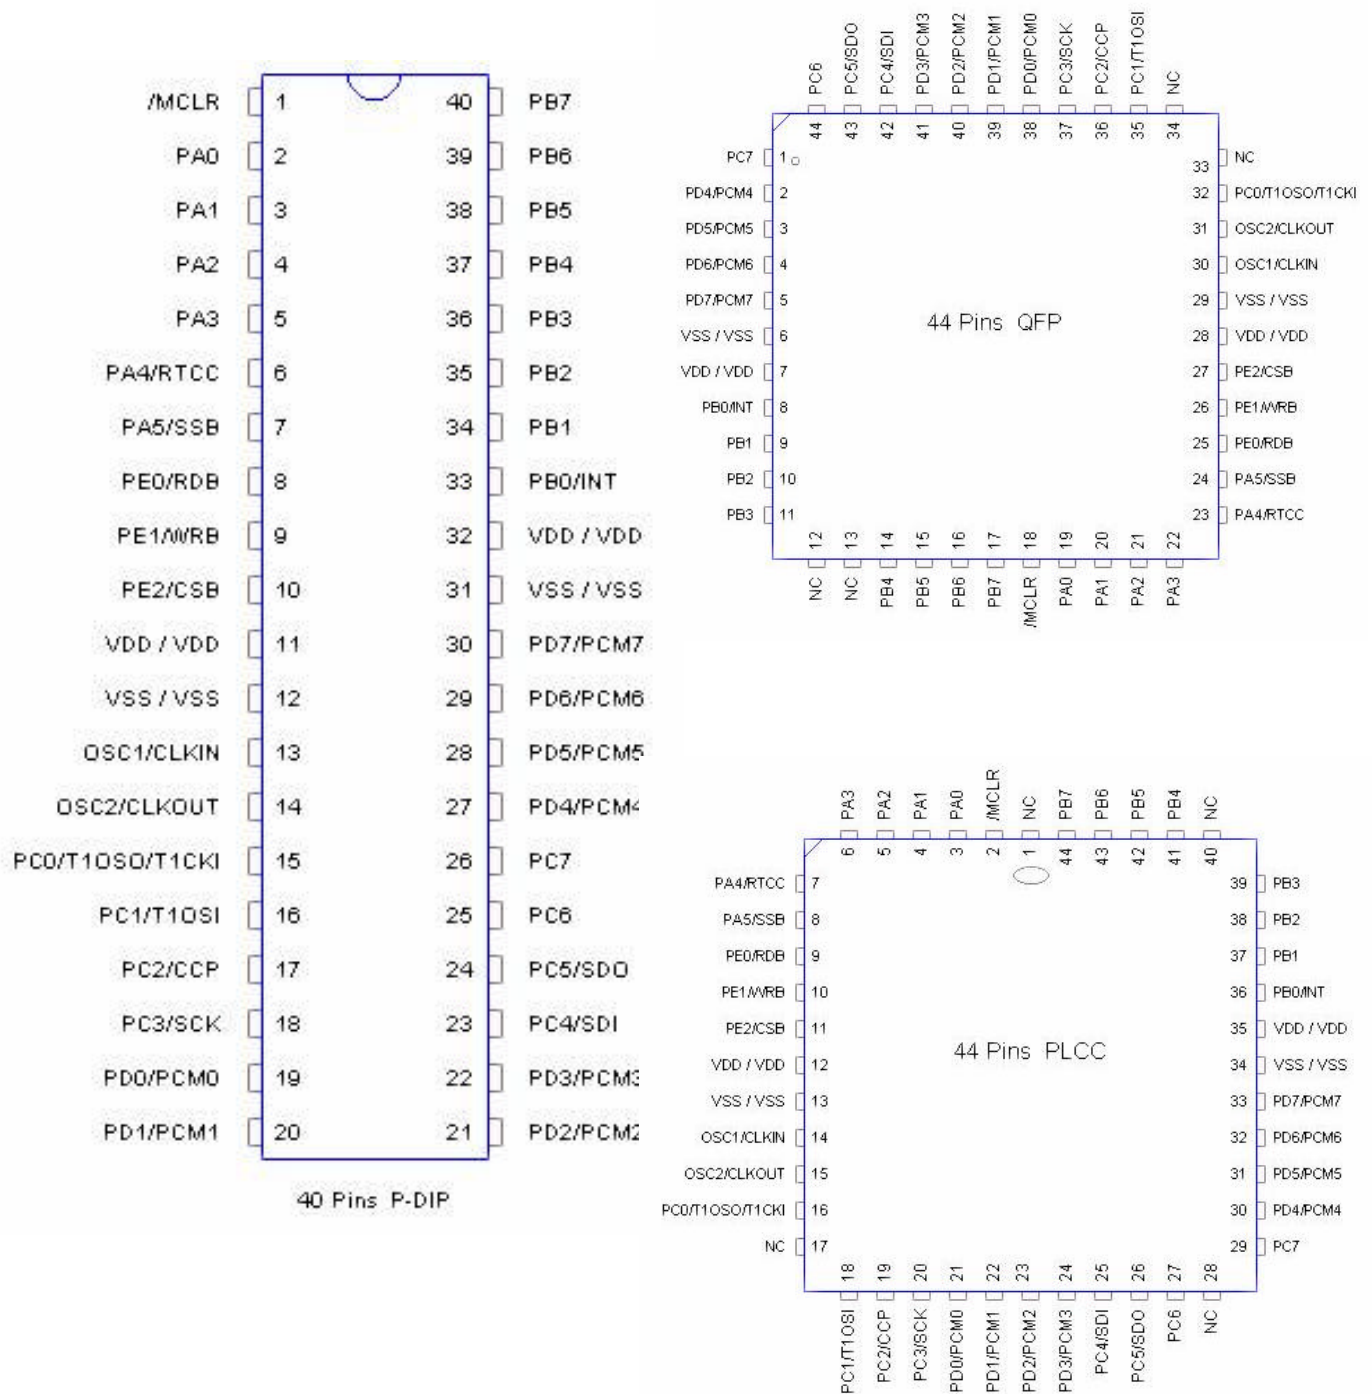 /MCLR 1 40 PB7
PA0 2 39 PB6
PA1 3 38 PB5
PA2 4 37 PB4
PA3 5 36 PB3
PA4/RTCC 6 35 PB2
PA5/SSB 7 34 PB1
PE0/RDB 8 33 PB0/INT
PE1/WRB 9 32 VDD / VDD
PE2/CSB 10 31 VSS / VSS
VDD / VDD 11 30 PD7/PCM7
VSS / VSS 12 29 PD6/PCM6
OSC1/CLKIN 13 28 PD5/PCM5
OSC2/CLKOUT 14 27 PD4/PCM4
PC0/T1OSO/T1CKI 15 26 PC7
PC1/T1OSI 16 25 PC6
PC2/CCP 17 24 PC5/SDO
PC3/SCK 18 23 PC4/SDI
PD0/PCM0 19 22 PD3/PCM3
PD1/PCM1 20 21 PD2/PCM2
40 Pins P-DIP
PC6 PC5/SDO PC4/SDI PD3/PCM3 PD2/PCM2 PD1/PCM1 PD0/PCM0 PC3/SCK PC2/CCP PC1/T1OSI NC
44 43 42 41 40 39 38 37 36 35 34
PC7 1 33 NC
PD4/PCM4 2 32 PC0/T1OSO/T1CKI
PD5/PCM5 3 31 OSC2/CLKOUT
PD6/PCM6 4 30 OSC1/CLKIN
PD7/PCM7 5 29 VSS / VSS
44 Pins QFP
VSS / VSS 6 28 VDD / VDD
VDD / VDD 7 27 PE2/CSB
PB0/INT 8 26 PE1/WRB
PB1 9 25 PE0/RDB
PB2 10 24 PA5/SSB
PB3 11 23 PA4/RTCC
12 13 14 15 16 17 18 19 20 21 22
NC NC PB4 PB5 PB6 PB7 /MCLR PA0 PA1 PA2 PA3
PA3 PA2 PA1 PA0 /MCLR NC PB7 PB6 PB5 PB4 NC
6 5 4 3 2 1 44 43 42 41 40
PA4/RTCC 7 39 PB3
PA5/SSB 8 38 PB2
PE0/RDB 9 37 PB1
PE1/WRB 10 36 PB0/INT
PE2/CSB 11 35 VDD / VDD
44 Pins PLCC
VDD / VDD 12 34 VSS / VSS
VSS / VSS 13 33 PD7/PCM7
OSC1/CLKIN 14 32 PD6/PCM6
OSC2/CLKOUT 15 31 PD5/PCM5
PC0/T1OSO/T1CKI 16 30 PD4/PCM4
NC 17 29 PC7
18 19 20 21 22 23 24 25 26 27 28
PC1/T1OSI PC2/CCP PC3/SCK PD0/PCM0 PD1/PCM1 PD2/PCM2 PD3/PCM3 PC4/SDI PC5/SDO PC6 NC